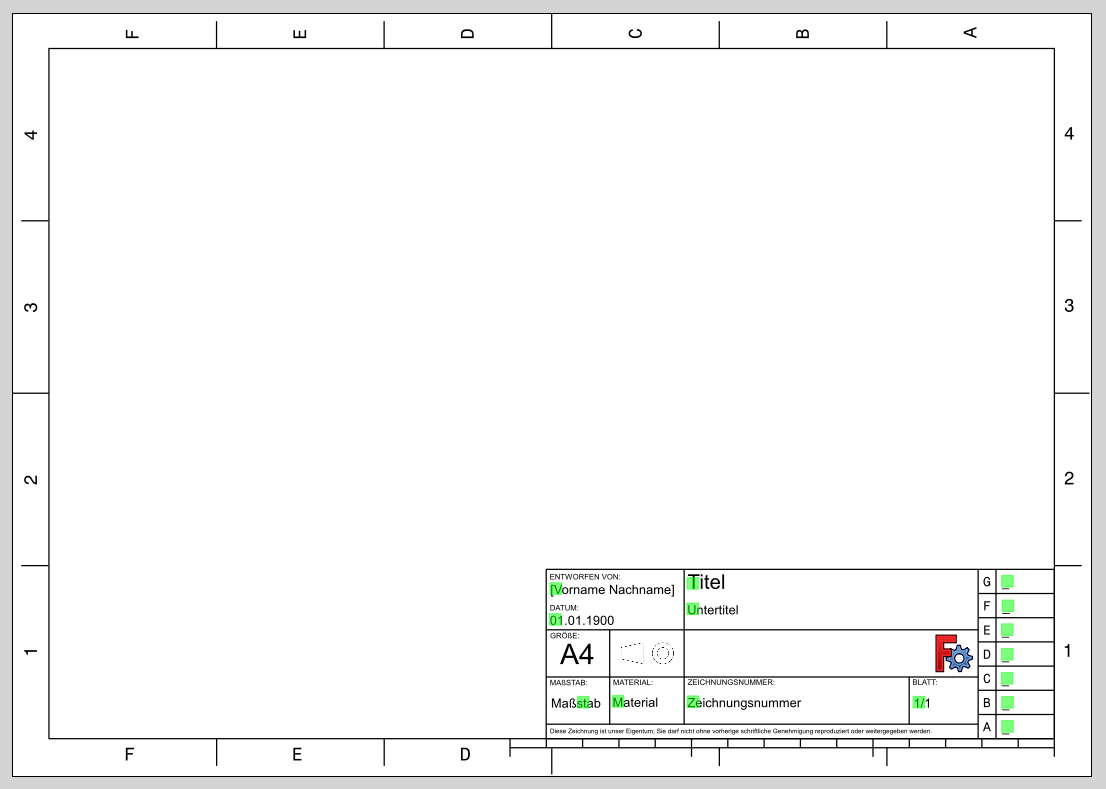 F E D C B A
4 4
3 3
2 2
1 1
ENTWORFEN VON:
[Vorname Nachname]
DATUM:
01.01.1900
Titel
Untertitel
GRÖßE:
A4
MAßSTAB:
Maßstab
MATERIAL:
Material
ZEICHNUNGSNUMMER:
Zeichnungsnummer
BLATT:
1/1
Diese Zeichnung ist unser Eigentum; Sie darf nicht ohne vorherige schriftliche Genehmigung reproduziert oder weitergegeben werden.
G _
F _
E _
D _
C _
B _
A _
F E D